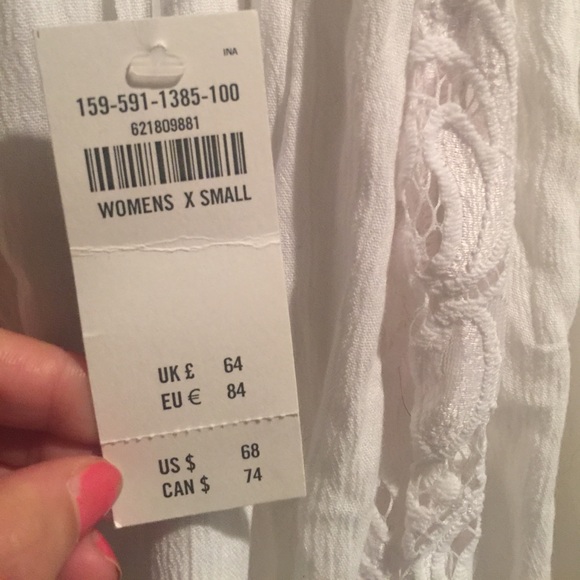 INA
159-591-1385-100
621809881
WOMENS X SMALL
UK £ 64
EU € 84
US $ 68
CAN $ 74